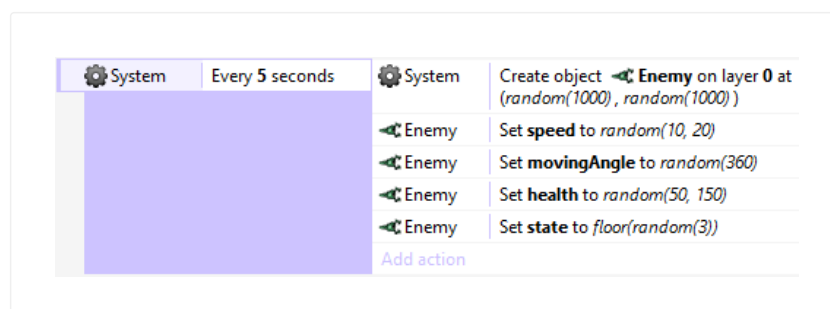 System Every 5 seconds System Create object Enemy on layer 0 at
(random(1000), random(1000))
Enemy Set speed to random(10, 20)
Enemy Set movingAngle to random(360)
Enemy Set health to random(50, 150)
Enemy Set state to floor(random(3))
Add action